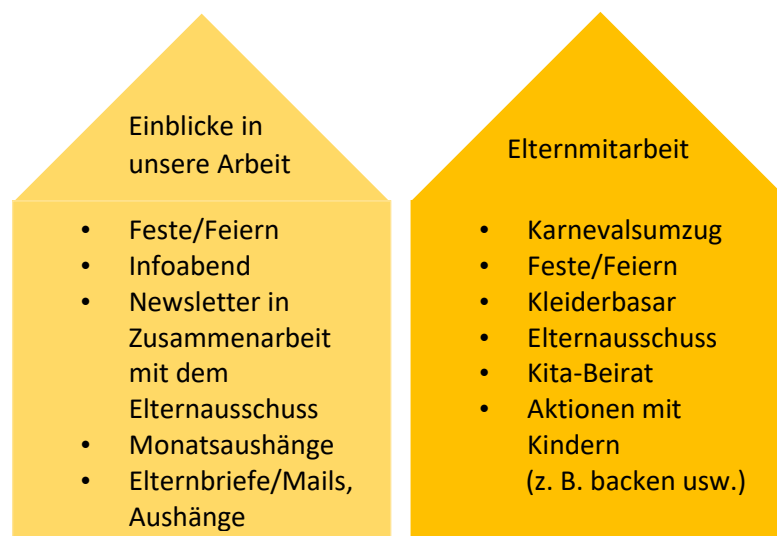 Einblicke in
unsere Arbeit
• Feste/Feiern
• Infoabend
• Newsletter in
Zusammenarbeit
mit dem
Elternausschuss
• Monatsaushänge
• Elternbriefe/Mails,
Aushänge
Elternmitarbeit
• Karnevalsumzug
• Feste/Feiern
• Kleiderbasar
• Elternausschuss
• Kita-Beirat
• Aktionen mit
Kindern
(z. B. backen usw.)